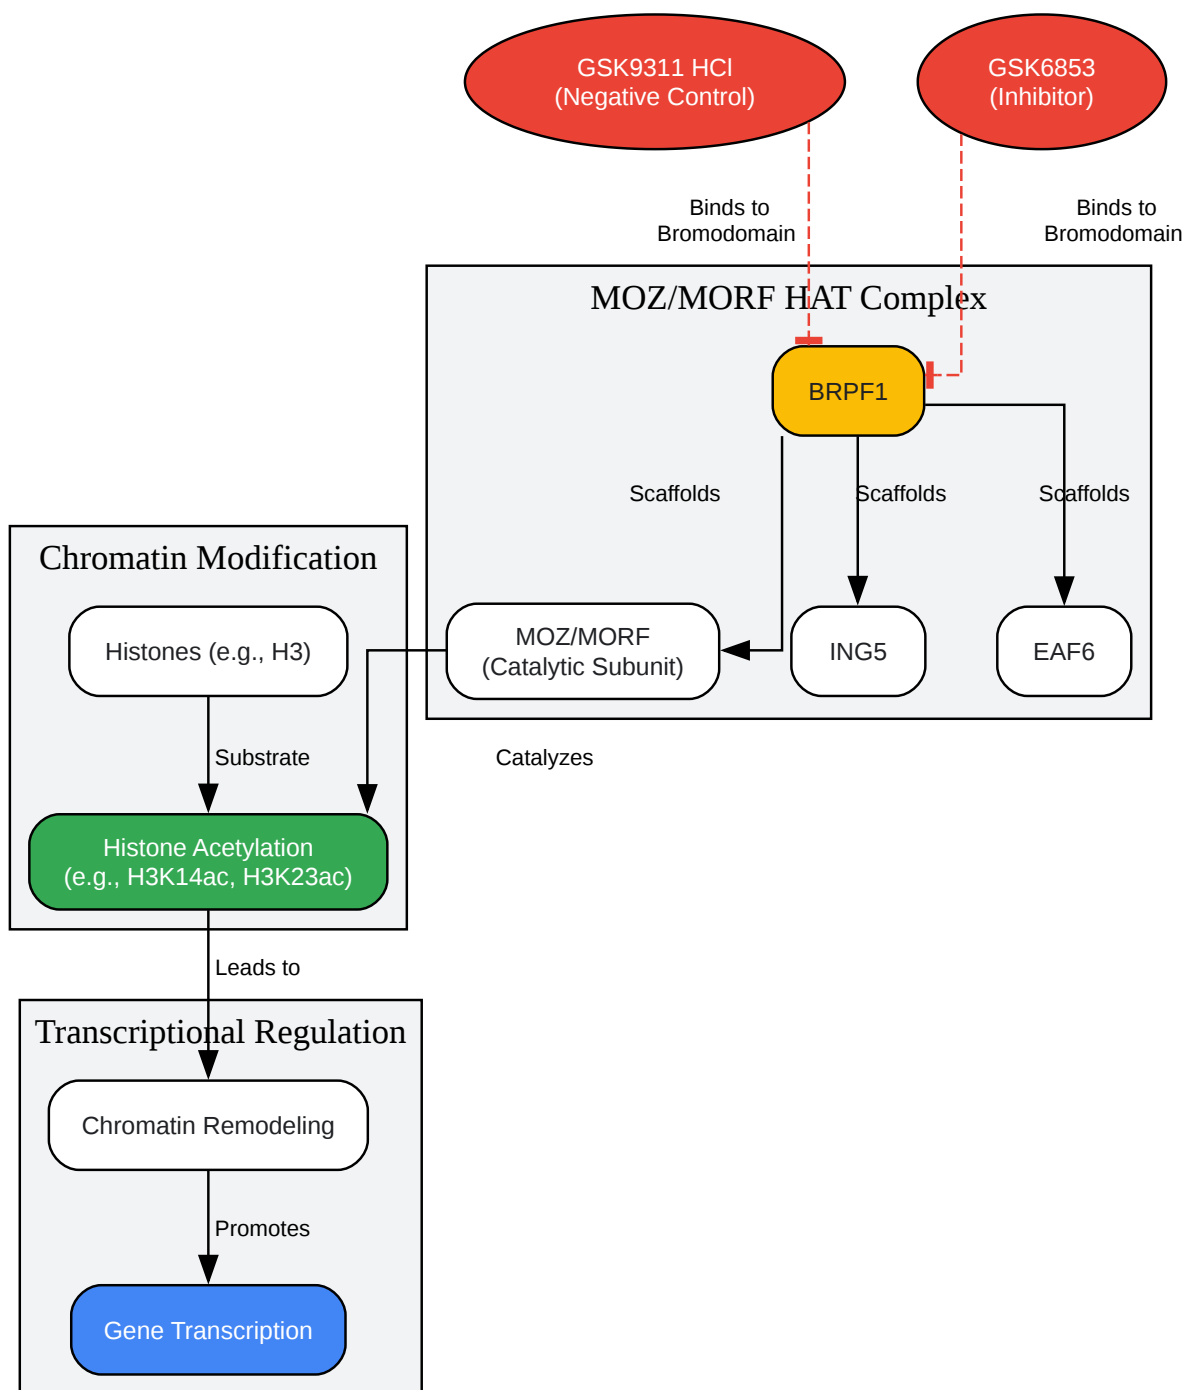 GSK9311 HCl
(Negative Control)
GSK6853
(Inhibitor)
Binds to
Bromodomain
Binds to
Bromodomain
MOZ/MORF HAT Complex
BRPF1
Scaffolds
Scaffolds
Scaffolds
Chromatin Modification
Histones (e.g., H3)
MOZ/MORF
(Catalytic Subunit)
ING5
EAF6
Substrate
Catalyzes
Histone Acetylation
(e.g., H3K14ac, H3K23ac)
Leads to
Transcriptional Regulation
Chromatin Remodeling
Promotes
Gene Transcription